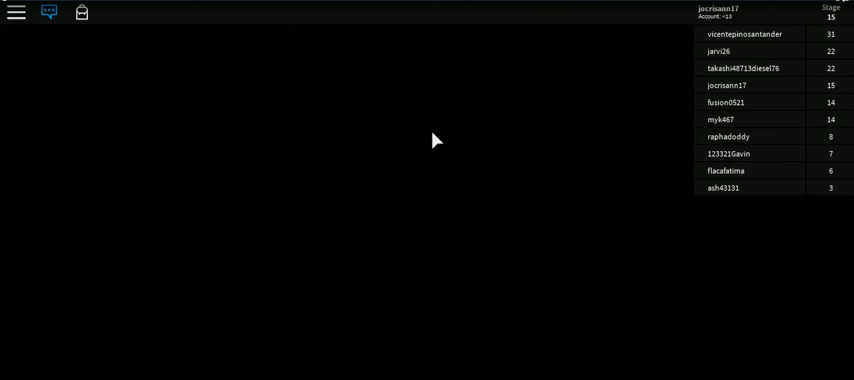 jocrisann17 Stage
Account: <13 15
vicentepinosantander 31
jarvi26 22
takashi48713diesel76 22
jocrisann17 15
fusion0521 14
myk467 14
raphadoddy 8
123321Gavin 7
flacafatima 6
ash43131 3